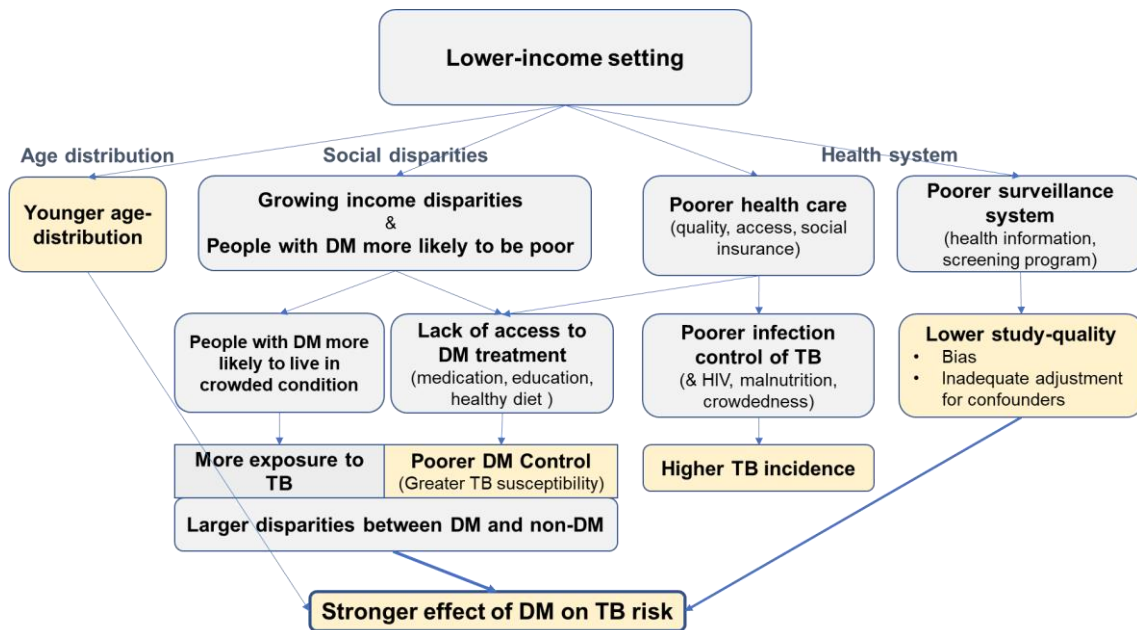 Lower-income setting
Age distribution
Social disparities
Health system
Younger age-
distribution
Growing income disparities
&
People with DM more likely to be poor
Poorer health care
(quality, access, social
insurance)
Poorer surveillance
system
(health information,
screening program)
People with DM more
likely to live in
crowded condition
Lack of access to
DM treatment
(medication, education,
healthy diet )
Poorer infection
control of TB
(& HIV, malnutrition,
crowdedness)
Lower study-quality
• Bias
• Inadequate adjustment
for confounders
More exposure to
TB
Poorer DM Control
(Greater TB susceptibility)
Higher TB incidence
Larger disparities between DM and non-DM
Stronger effect of DM on TB risk